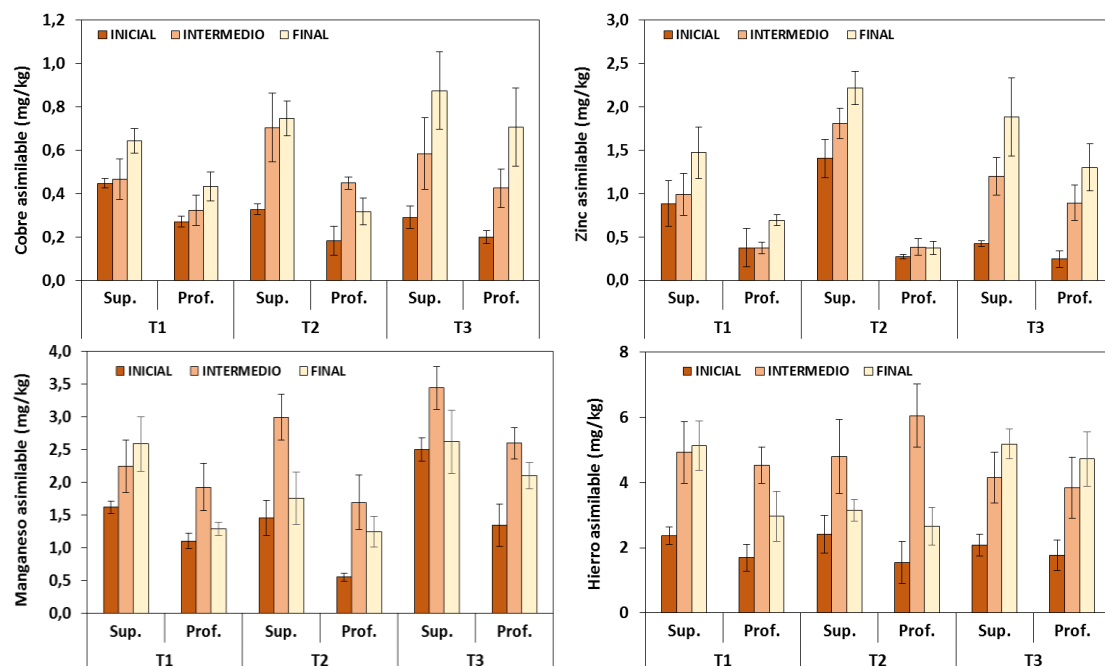 Cobre asimilable (mg/kg)
1,2
1,0
0,8
0,6
0,4
0,2
0,0
INICIAL INTERMEDIO FINAL
Sup. Prof. Sup. Prof. Sup. Prof.
T1 T2 T3
Zinc asimilable (mg/kg)
3,0
2,5
2,0
1,5
1,0
0,5
0,0
INICIAL INTERMEDIO FINAL
Sup. Prof. Sup. Prof. Sup. Prof.
T1 T2 T3
Manganeso asimilable (mg/kg)
4,0
3,5
3,0
2,5
2,0
1,5
1,0
0,5
0,0
INICIAL INTERMEDIO FINAL
Sup. Prof. Sup. Prof. Sup. Prof.
T1 T2 T3
Hierro asimilable (mg/kg)
8
6
4
2
0
INICIAL INTERMEDIO FINAL
Sup. Prof. Sup. Prof. Sup. Prof.
T1 T2 T3